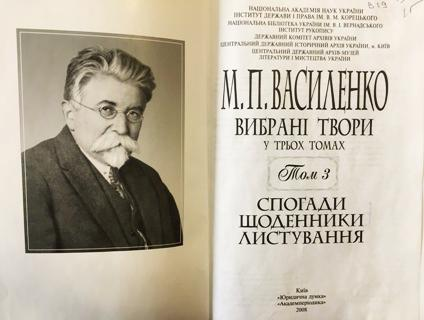 НАЦІОНАЛЬНА АКАДЕМІЯ НАУК УКРАЇНИ
ІНСТИТУТ ДЕРЖАВИ І ПРАВА ІМ. В. М. КОРЕЦЬКОГО
НАЦІОНАЛЬНА БІБЛІОТЕКА УКРАЇНИ ІМ. В. І. ВЕРНАДСЬКОГО
ІНСТИТУТ РУКОПИСУ
ДЕРЖАВНИЙ КОМІТЕТ АРХІВІВ УКРАЇНИ
ЦЕНТРАЛЬНИЙ ДЕРЖАВНИЙ ІСТОРИЧНИЙ АРХІВ УКРАЇНИ, м. КИЇВ
ЦЕНТРАЛЬНИЙ ДЕРЖАВНИЙ АРХІВ-МУЗЕЙ
ЛІТЕРАТУРИ І МИСТЕЦТВА УКРАЇНИ
М. П. ВАСИЛЕНКО
ВИБРАНІ ТВОРИ
У ТРЬОХ ТОМАХ
Том 3
СПОГАДИ
ЩОДЕННИКИ
ЛИСТУВАННЯ
Київ
«Юридична думка»
«Академперіодика»
2008